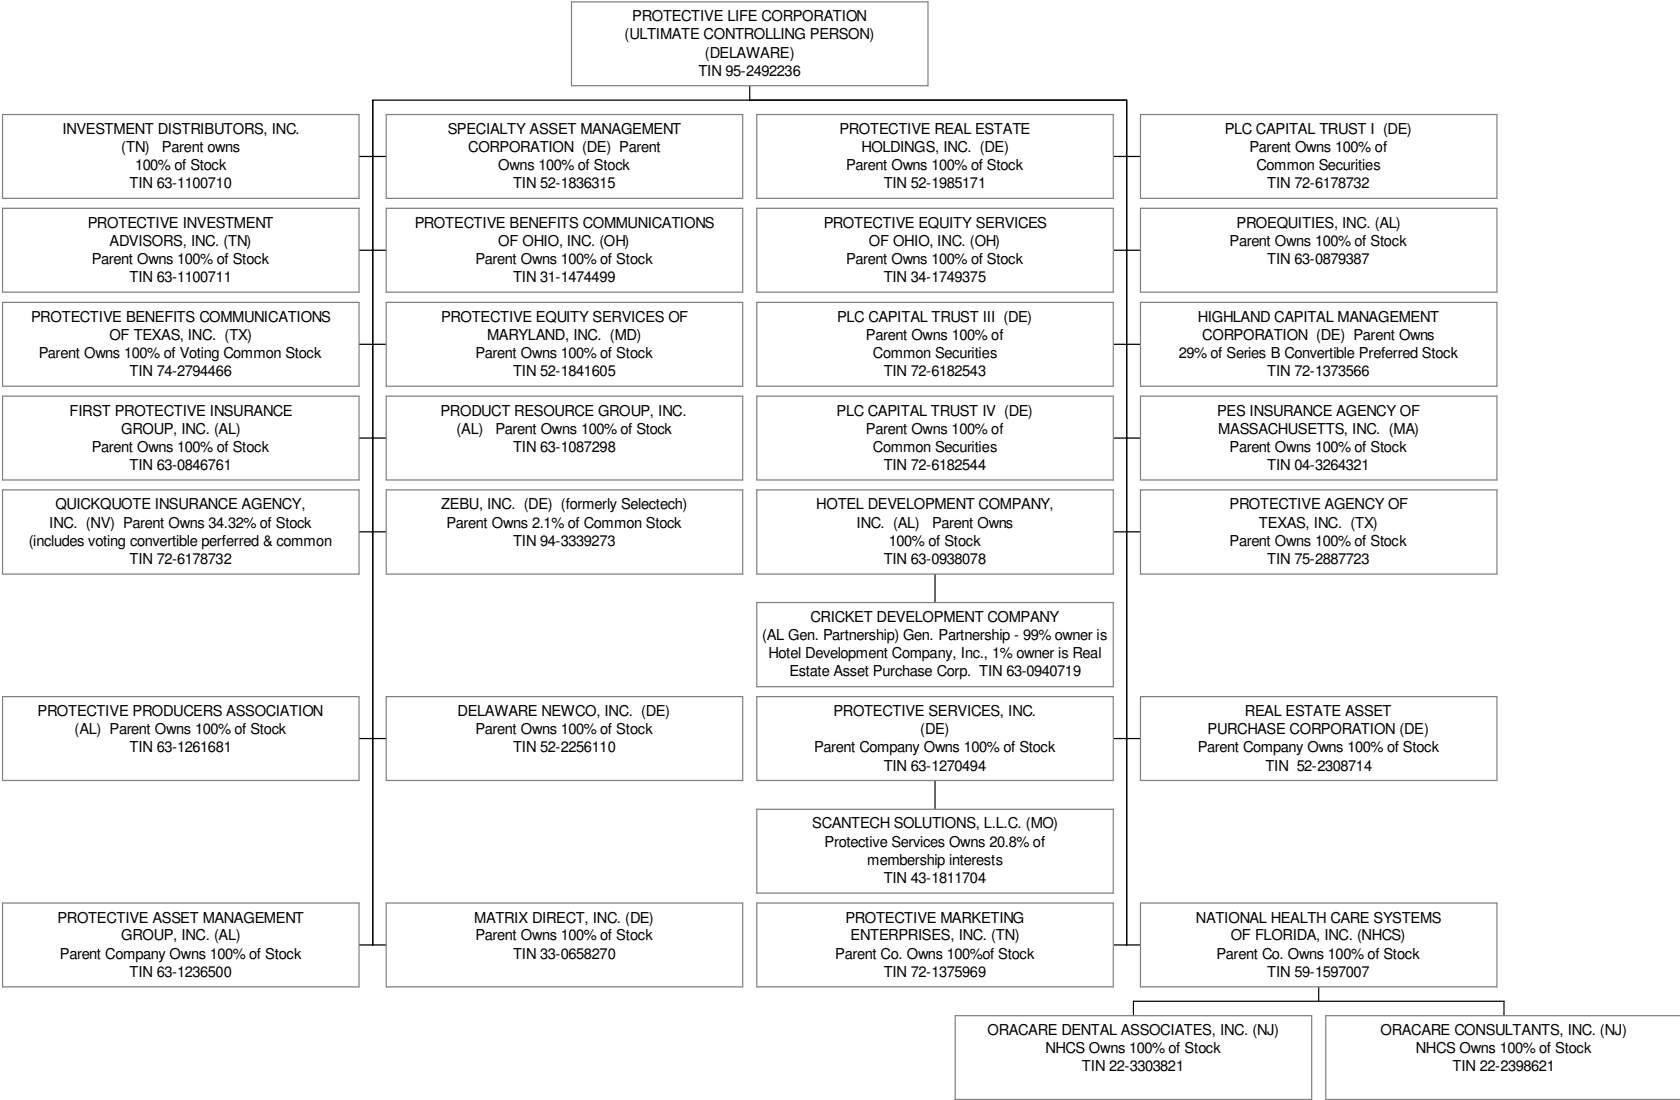 PROTECTIVE LIFE CORPORATION
(ULTIMATE CONTROLLING PERSON)
(DELAWARE)
TIN 95-2492236
INVESTMENT DISTRIBUTORS, INC.
(TN) Parent owns
100% of Stock
TIN 63-1100710
SPECIALTY ASSET MANAGEMENT
CORPORATION (DE) Parent
Owns 100% of Stock
TIN 52-1836315
PROTECTIVE REAL ESTATE
HOLDINGS, INC. (DE)
Parent Owns 100% of Stock
TIN 52-1985171
PLC CAPITAL TRUST I (DE)
Parent Owns 100% of
Common Securities
TIN 72-6178732
PROTECTIVE INVESTMENT
ADVISORS, INC. (TN)
Parent Owns 100% of Stock
TIN 63-1100711
PROTECTIVE BENEFITS COMMUNICATIONS
OF OHIO, INC. (OH)
Parent Owns 100% of Stock
TIN 31-1474499
PROTECTIVE EQUITY SERVICES
OF OHIO, INC. (OH)
Parent Owns 100% of Stock
TIN 34-1749375
PROEQUITIES, INC. (AL)
Parent Owns 100% of Stock
TIN 63-0879387
PROTECTIVE BENEFITS COMMUNICATIONS
OF TEXAS, INC. (TX)
Parent Owns 100% of Voting Common Stock
TIN 74-2794466
PROTECTIVE EQUITY SERVICES OF
MARYLAND, INC. (MD)
Parent Owns 100% of Stock
TIN 52-1841605
PLC CAPITAL TRUST III (DE)
Parent Owns 100% of
Common Securities
TIN 72-6182543
HIGHLAND CAPITAL MANAGEMENT
CORPORATION (DE) Parent Owns
29% of Series B Convertible Preferred Stock
TIN 72-1373566
FIRST PROTECTIVE INSURANCE
GROUP, INC. (AL)
Parent Owns 100% of Stock
TIN 63-0846761
PRODUCT RESOURCE GROUP, INC.
(AL) Parent Owns 100% of Stock
TIN 63-1087298
PLC CAPITAL TRUST IV (DE)
Parent Owns 100% of
Common Securities
TIN 72-6182544
PES INSURANCE AGENCY OF
MASSACHUSETTS, INC. (MA)
Parent Owns 100% of Stock
TIN 04-3264321
QUICKQUOTE INSURANCE AGENCY,
INC. (NV) Parent Owns 34.32% of Stock
(includes voting convertible perferred & common
TIN 72-6178732
ZEBU, INC. (DE) (formerly Selectech)
Parent Owns 2.1% of Common Stock
TIN 94-3339273
HOTEL DEVELOPMENT COMPANY,
INC. (AL) Parent Owns
100% of Stock
TIN 63-0938078
PROTECTIVE AGENCY OF
TEXAS, INC. (TX)
Parent Owns 100% of Stock
TIN 75-2887723
CRICKET DEVELOPMENT COMPANY
(AL Gen. Partnership) Gen. Partnership - 99% owner is
Hotel Development Company, Inc., 1% owner is Real
Estate Asset Purchase Corp. TIN 63-0940719
PROTECTIVE PRODUCERS ASSOCIATION
(AL) Parent Owns 100% of Stock
TIN 63-1261681
DELAWARE NEWCO, INC. (DE)
Parent Owns 100% of Stock
TIN 52-2256110
PROTECTIVE SERVICES, INC.
(DE)
Parent Company Owns 100% of Stock
TIN 63-1270494
REAL ESTATE ASSET
PURCHASE CORPORATION (DE)
Parent Company Owns 100% of Stock
TIN 52-2308714
SCANTECH SOLUTIONS, L.L.C. (MO)
Protective Services Owns 20.8% of
membership interests
TIN 43-1811704
PROTECTIVE ASSET MANAGEMENT
GROUP, INC. (AL)
Parent Company Owns 100% of Stock
TIN 63-1236500
MATRIX DIRECT, INC. (DE)
Parent Owns 100% of Stock
TIN 33-0658270
PROTECTIVE MARKETING
ENTERPRISES, INC. (TN)
Parent Co. Owns 100%of Stock
TIN 72-1375969
NATIONAL HEALTH CARE SYSTEMS
OF FLORIDA, INC. (NHCS)
Parent Co. Owns 100% of Stock
TIN 59-1597007
ORACARE DENTAL ASSOCIATES, INC. (NJ)
NHCS Owns 100% of Stock
TIN 22-3303821
ORACARE CONSULTANTS, INC. (NJ)
NHCS Owns 100% of Stock
TIN 22-2398621